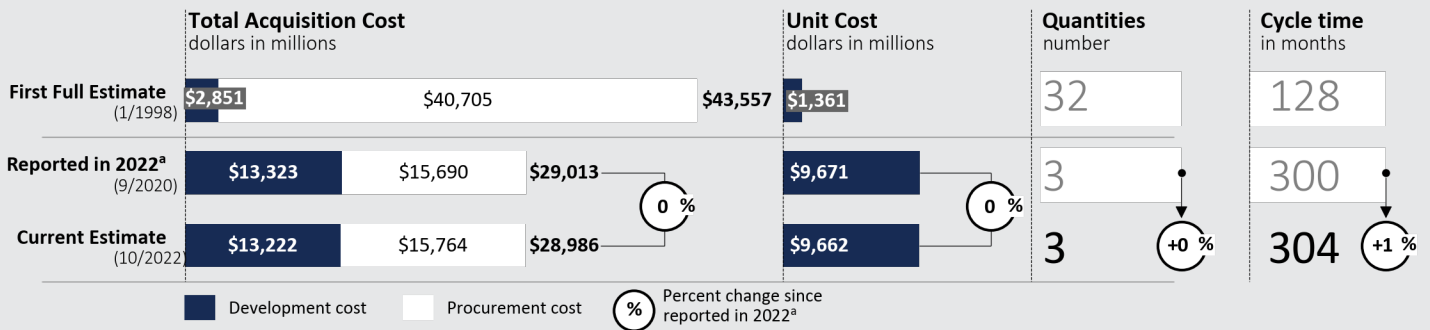 Total Acquisition Cost
dollars in millions
Unit Cost
dollars in millions
Quantities
number
Cycle time
in months
First Full Estimate
(1/1998)
$2,851
$40,705
$43,557
$1,361
32
128
Reported in 2022ª
(9/2020)
$13,323
$15,690
$29,013
$9,671
3
300
0 %
0 %
Current Estimate
(10/2022)
$13,222
$15,764
$28,986
$9,662
3
+0 %
304
+1 %
Development cost
Procurement cost
%
Percent change since
reported in 2022ª